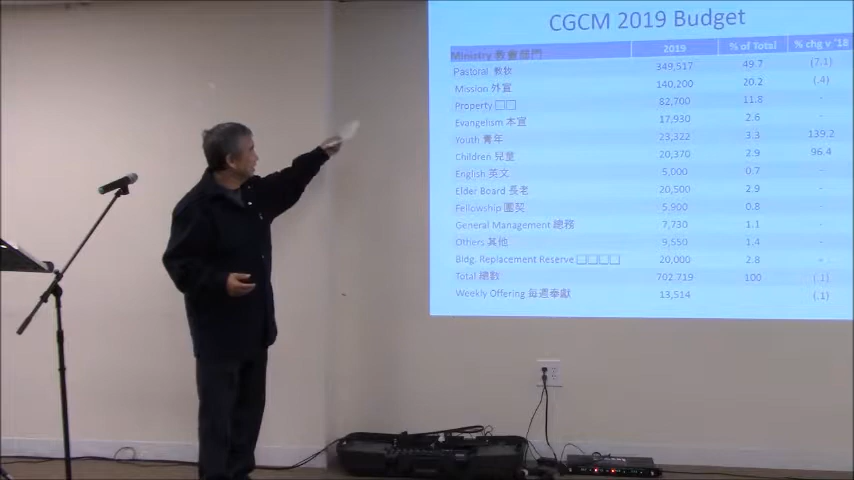 CGCM 2019 Budget
Ministry 教會部門 2019 % of Total % chg v '18
Pastoral 教牧 349,517 49.7 (7.1)
Mission 外宣 140,200 20.2 (.4)
Property □□ 82,700 11.8 -
Evangelism 本宣 17,930 2.6 -
Youth 青年 23,322 3.3 139.2
Children 兒童 20,370 2.9 96.4
English 英文 5,000 0.7 -
Elder Board 長老 20,500 2.9 -
Fellowship 團契 5,900 0.8 -
General Management 總務 7,730 1.1 -
Others 其他 9,550 1.4 -
Bldg. Replacement Reserve □□□□ 20,000 2.8 -
Total 總數 702,719 100 (.1)
Weekly Offering 每週奉獻 13,514 (.1)